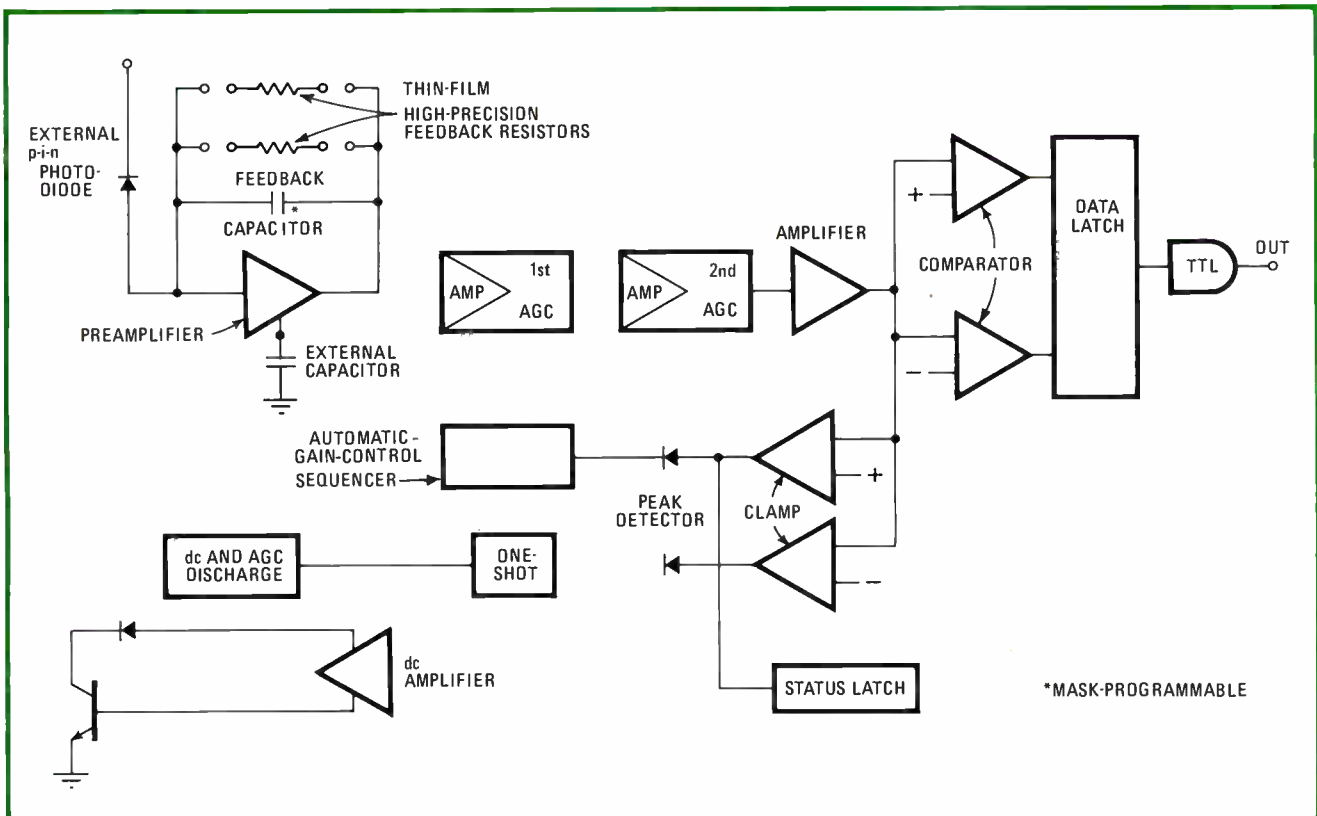 EXTERNAL
p-i-n
PHOTO-
DIODE
THIN-FILM
HIGH-PRECISION
FEEDBACK RESISTORS
FEEDBACK
*
CAPACITOR
PREAMPLIFIER
EXTERNAL
CAPACITOR
AMP
1st
AGC
AMP
2nd
AGC
AMPLIFIER
+
COMPARATOR
−
DATA
LATCH
TTL
OUT
AUTOMATIC-
GAIN-CONTROL
SEQUENCER
PEAK
DETECTOR
CLAMP
+
−
dc AND AGC
DISCHARGE
ONE-
SHOT
dc
AMPLIFIER
STATUS LATCH
*MASK-PROGRAMMABLE